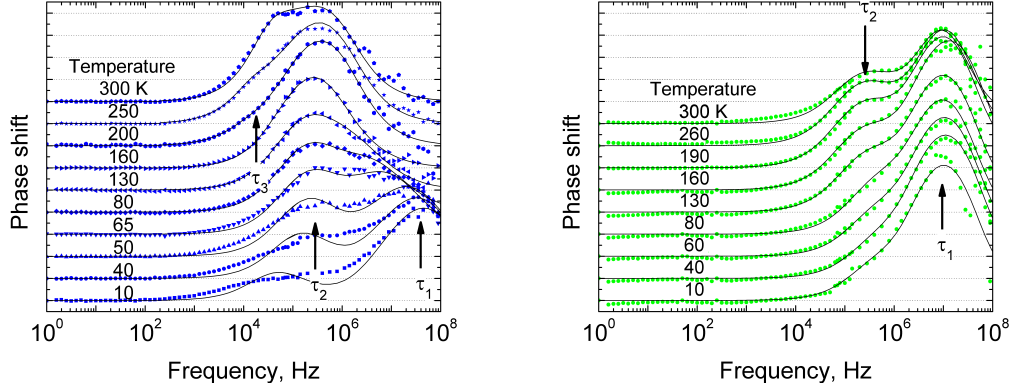 Phase shift
Temperature
300 K
250
200
160
130
80
65
50
40
10
τ3
τ2
τ1
10^0 10^2 10^4 10^6 10^8
Frequency, Hz
Phase shift
τ2
Temperature
300 K
260
190
160
130
80
60
40
10
τ1
10^0 10^2 10^4 10^6 10^8
Frequency, Hz